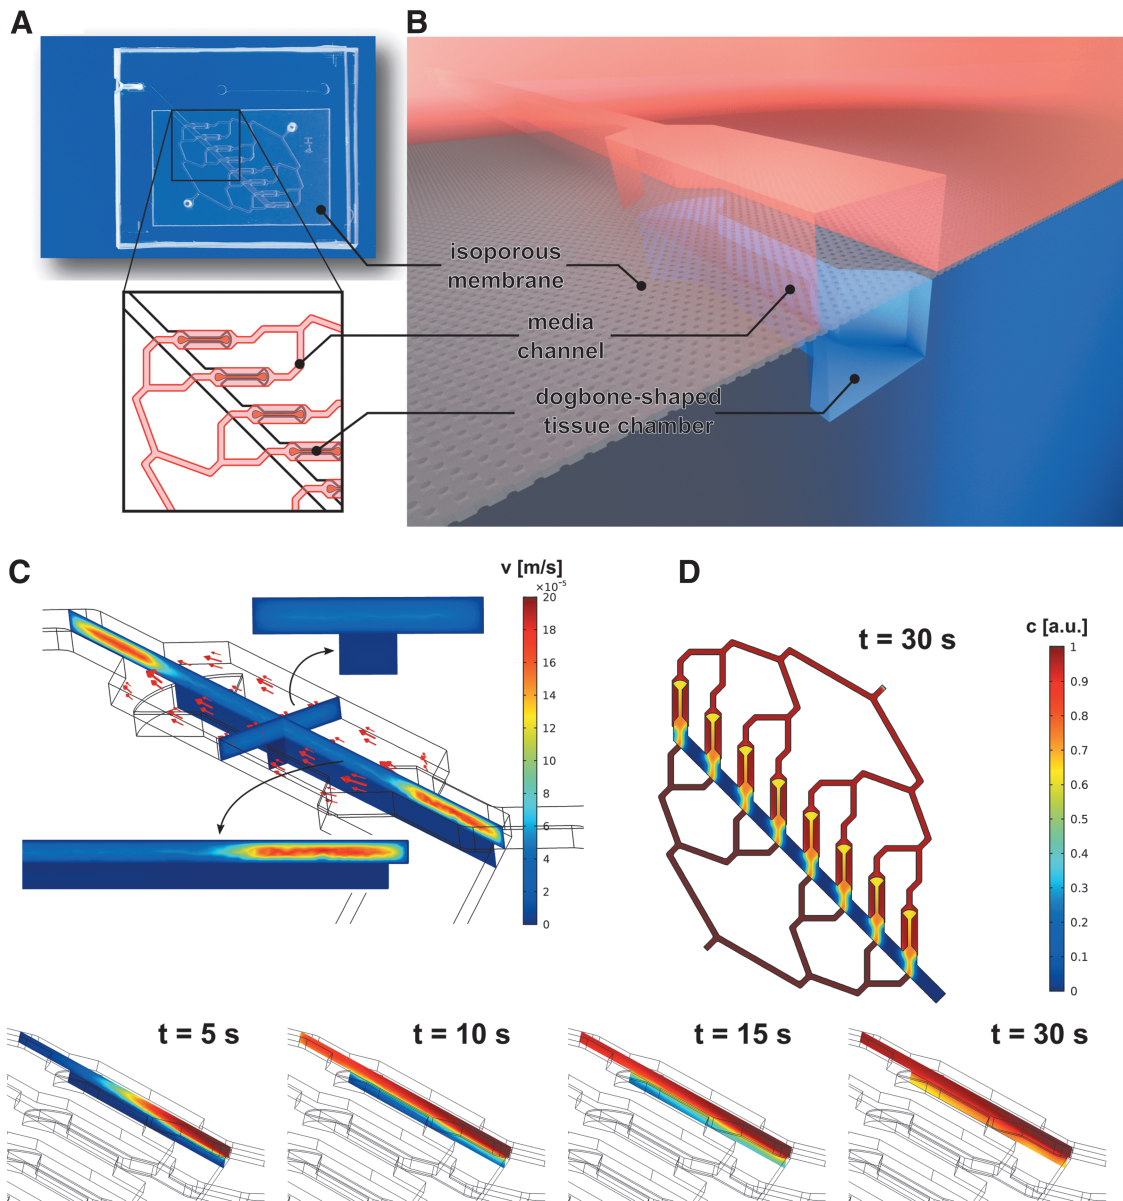 A
B
isoporous
membrane
media
channel
dogbone-shaped
tissue chamber
C
v [m/s]
×10⁻⁵
20
18
16
14
12
10
8
6
4
2
0
D
t = 30 s
c [a.u.]
1
0.9
0.8
0.7
0.6
0.5
0.4
0.3
0.2
0.1
0
t = 5 s
t = 10 s
t = 15 s
t = 30 s